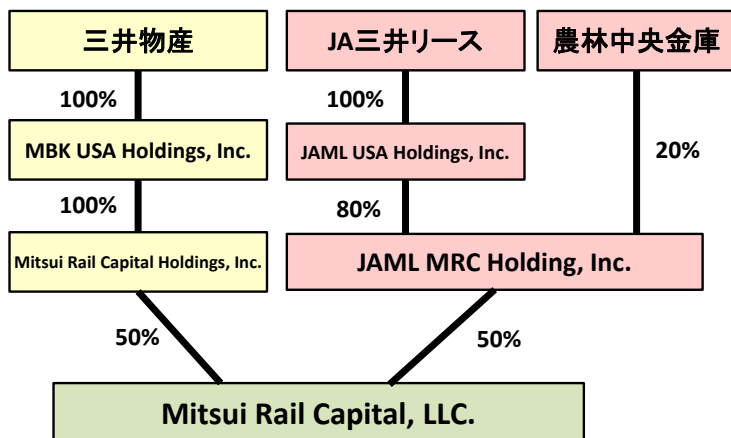 三井物産
JA三井リース
農林中央金庫
100%
100%
MBK USA Holdings, Inc.
JAML USA Holdings, Inc.
20%
100%
80%
Mitsui Rail Capital Holdings, Inc.
JAML MRC Holding, Inc.
50%
50%
Mitsui Rail Capital, LLC.